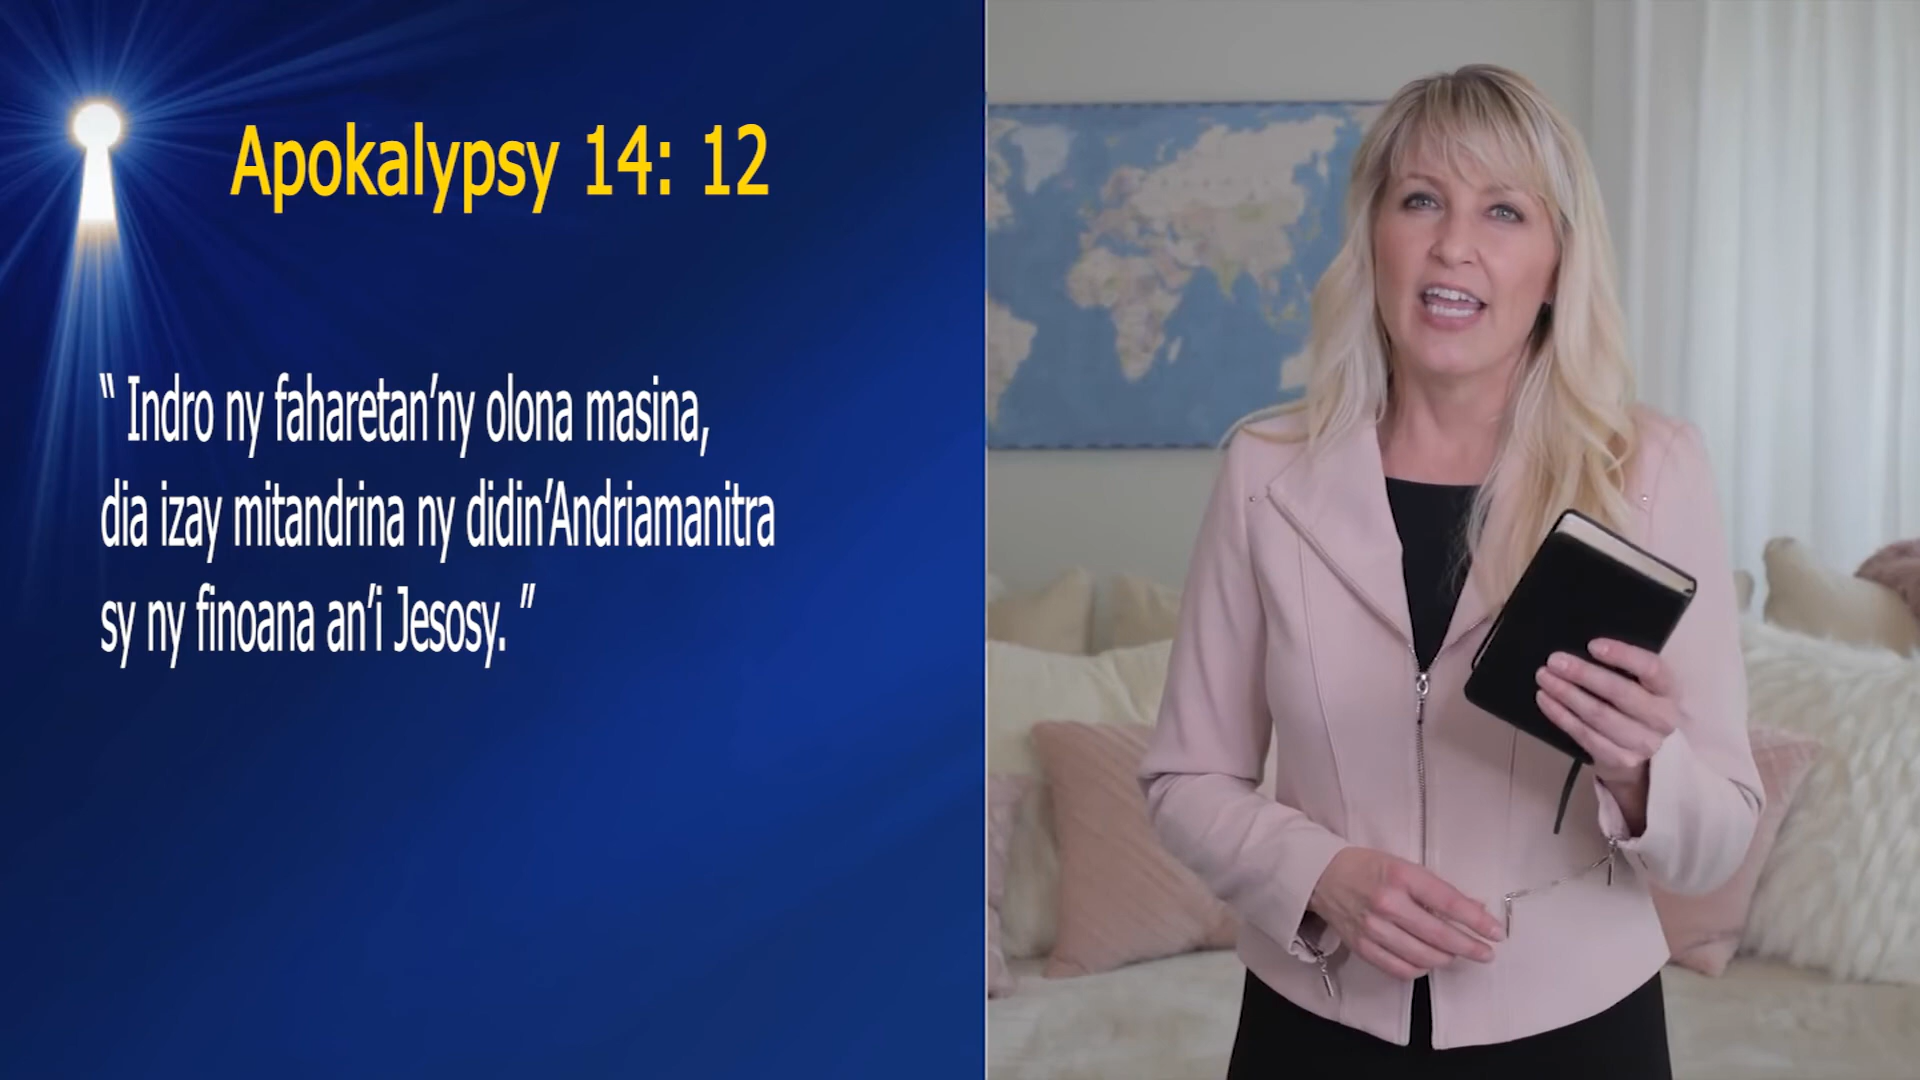 Apokalypsy 14: 12
“ Indro ny faharetan’ny olona masina,
dia izay mitandrina ny didin’Andriamanitra
sy ny finoana an’i Jesosy. ”